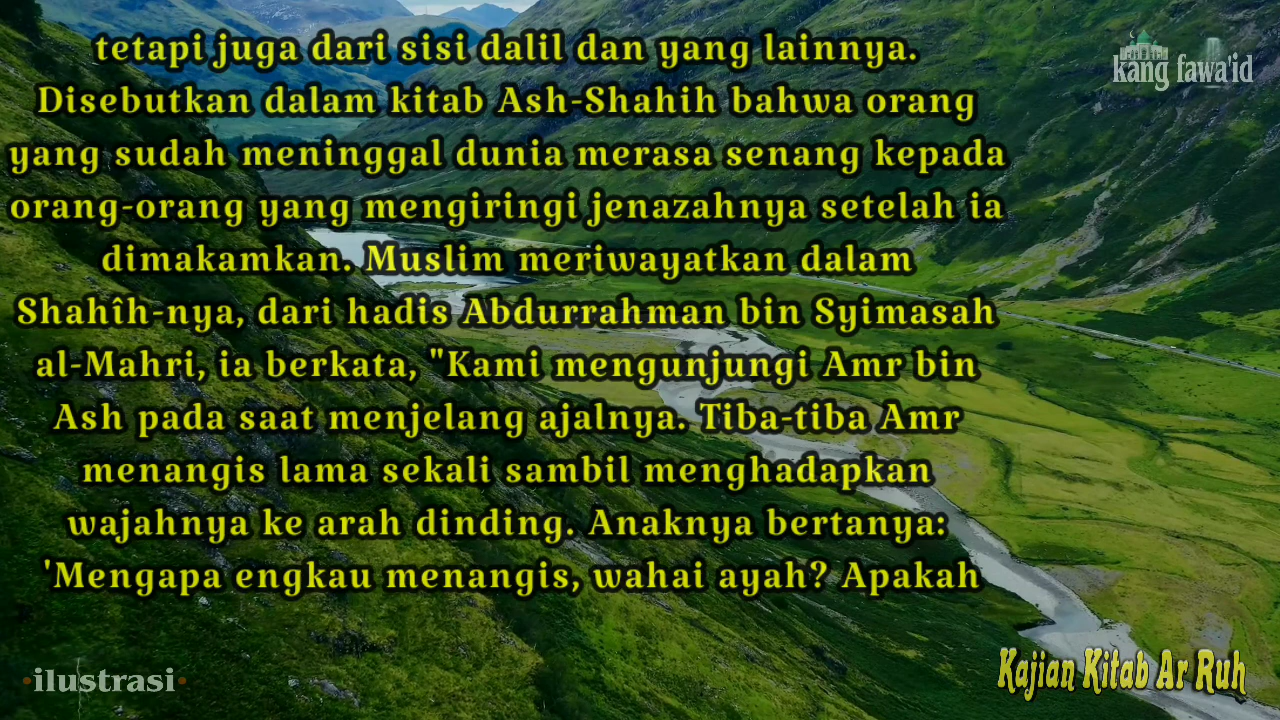 tetapi juga dari sisi dalil dan yang lainnya.
Disebutkan dalam kitab Ash-Shahih bahwa orang
yang sudah meninggal dunia merasa senang kepada
orang-orang yang mengiringi jenazahnya setelah ia
dimakamkan. Muslim meriwayatkan dalam
Shahîh-nya, dari hadis Abdurrahman bin Syimasah
al-Mahri, ia berkata, "Kami mengunjungi Amr bin
Ash pada saat menjelang ajalnya. Tiba-tiba Amr
menangis lama sekali sambil menghadapkan
wajahnya ke arah dinding. Anaknya bertanya:
'Mengapa engkau menangis, wahai ayah? Apakah
kang fawa'id
•ilustrasi•
Kajian Kitab Ar Ruh